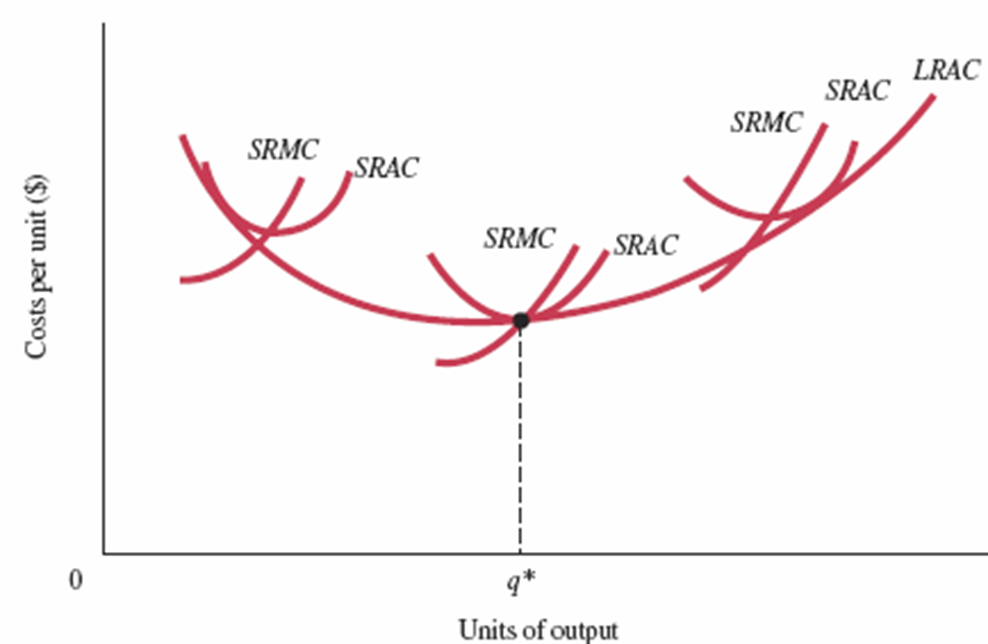 LRAC
SRAC
SRMC
SRMC
SRAC
SRMC
SRAC
Costs per unit ($)
0
q*
Units of output